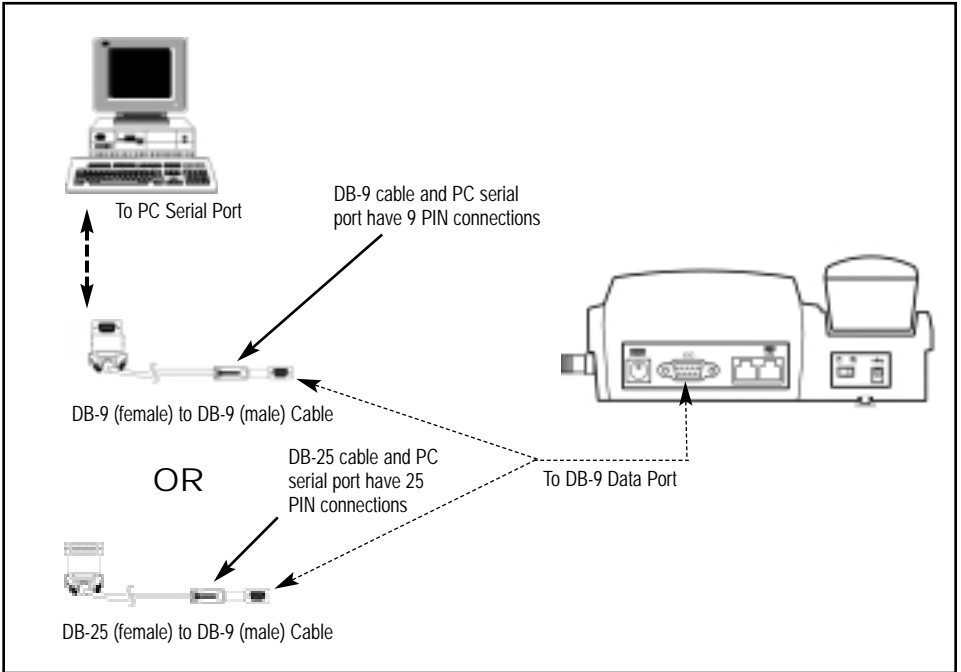 To PC Serial Port
DB-9 cable and PC serial
port have 9 PIN connections
DB-9 (female) to DB-9 (male) Cable
OR
DB-25 cable and PC
serial port have 25
PIN connections
To DB-9 Data Port
DB-25 (female) to DB-9 (male) Cable